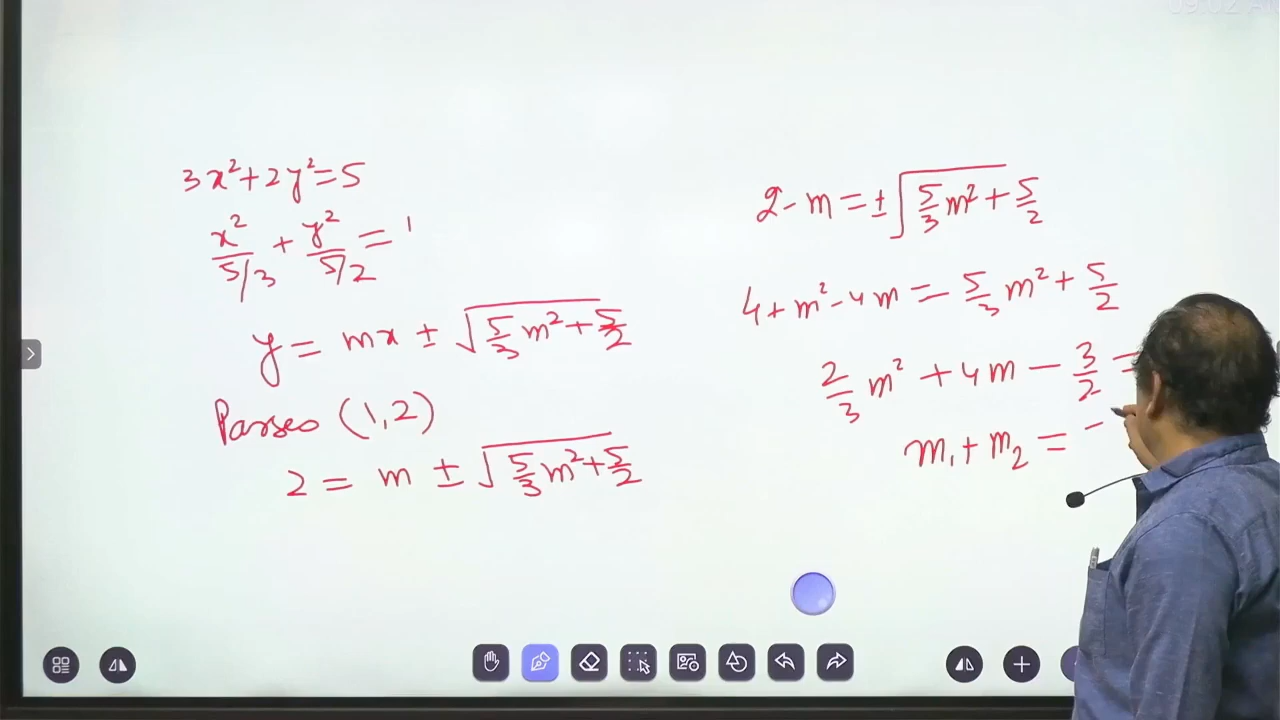 3x²+2y²=5
x²/5/3 + y²/5/2 = 1
y = mx ± √(5/3 m² + 5/2)
Passes (1,2)
2 = m ± √(5/3 m² + 5/2)
2-m = ± √(5/3 m² + 5/2)
4+m²-4m = 5/3 m² + 5/2
2/3 m² + 4m - 3/2 =
m₁+m₂ = -